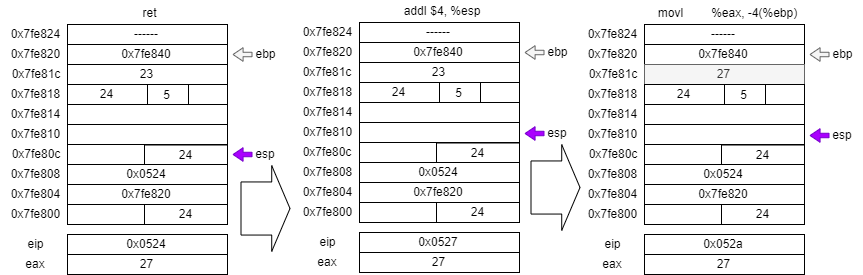 ret
0x7fe824 ------
0x7fe820 0x7fe840 ebp
0x7fe81c 23
0x7fe818 24 5
0x7fe814
0x7fe810
0x7fe80c 24 esp
0x7fe808 0x0524
0x7fe804 0x7fe820
0x7fe800 24
eip 0x0524
eax 27
addl $4, %esp
0x7fe824 ------
0x7fe820 0x7fe840 ebp
0x7fe81c 23
0x7fe818 24 5
0x7fe814
0x7fe810 esp
0x7fe80c 24
0x7fe808 0x0524
0x7fe804 0x7fe820
0x7fe800 24
eip 0x0527
eax 27
movl %eax, -4(%ebp)
0x7fe824 ------
0x7fe820 0x7fe840 ebp
0x7fe81c 27
0x7fe818 24 5
0x7fe814
0x7fe810 esp
0x7fe80c 24
0x7fe808 0x0524
0x7fe804 0x7fe820
0x7fe800 24
eip 0x052a
eax 27